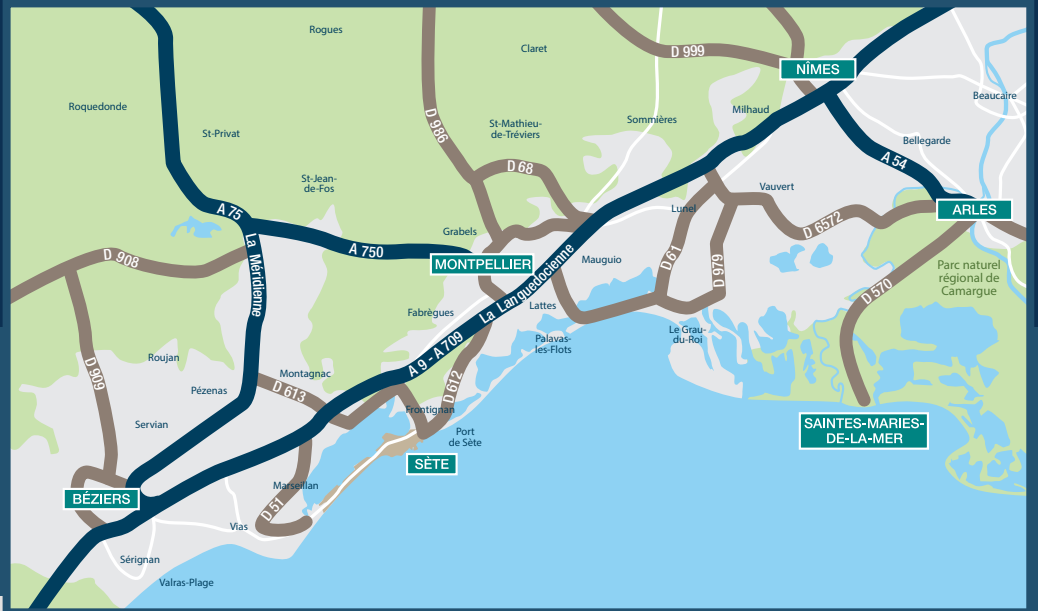 Rogues
Claret
D 999
NÎMES
Roquedonde
St-Privat
D 986
St-Mathieu-
de-Tréviers
Sommières
Milhaud
Beaucaire
Bellegarde
A 54
St-Jean-
de-Fos
D 68
Vauvert
A 75
Lunel
ARLES
D 6572
Grabels
A 750
MONTPELLIER
La Méridienne
D 908
La Languedocienne
Mauguio
D 61
D 979
Parc naturel
régional de
Camargue
D 570
Fabrègues
Lattes
Palavas-
les-Flots
Le Grau-
du-Roi
A 9 - A 709
Roujan
D 909
Montagnac
D 613
D 612
Pézenas
Servian
Frontignan
Port
de Sète
SÈTE
SAINTES-MARIES-
DE-LA-MER
BÉZIERS
Marseillan
D 51
Vias
Sérignan
Valras-Plage